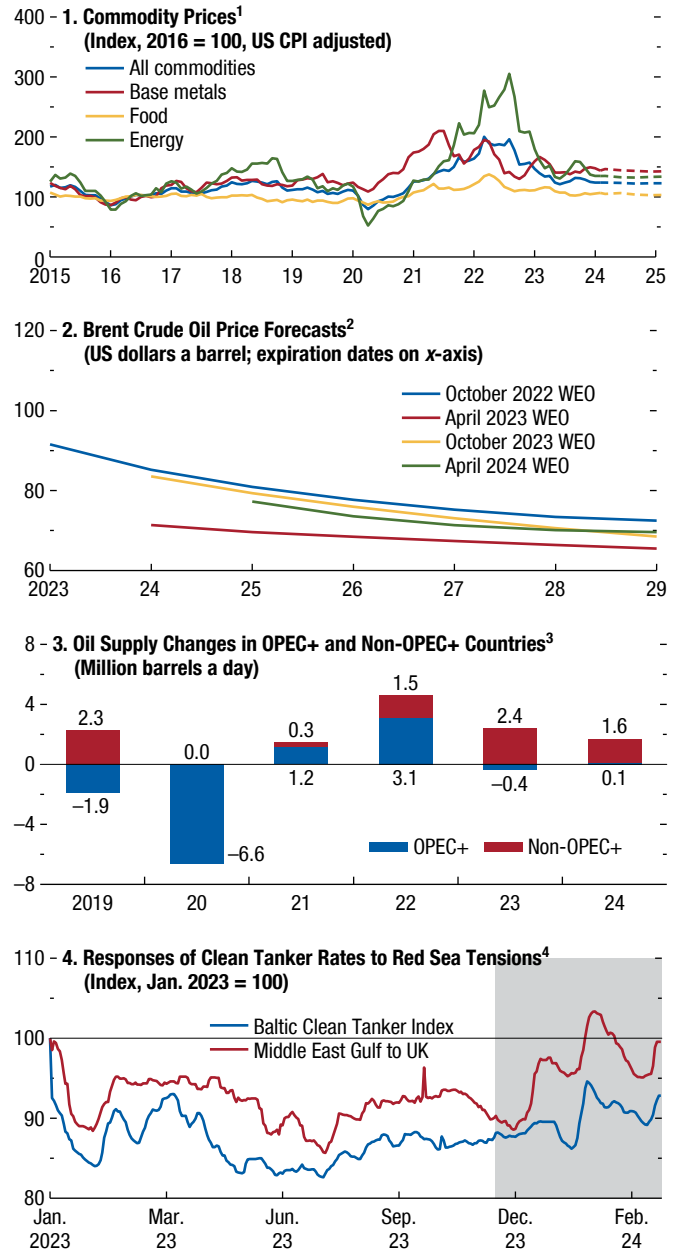 1. Commodity Prices¹
(Index, 2016 = 100, US CPI adjusted)
All commodities
Base metals
Food
Energy
400
300
200
100
0
2015 16 17 18 19 20 21 22 23 24 25
2. Brent Crude Oil Price Forecasts²
(US dollars a barrel; expiration dates on x-axis)
October 2022 WEO
April 2023 WEO
October 2023 WEO
April 2024 WEO
120
100
80
60
2023 24 25 26 27 28 29
3. Oil Supply Changes in OPEC+ and Non-OPEC+ Countries³
(Million barrels a day)
8
4
0
–4
–8
2.3 0.0 0.3 1.5 2.4 1.6
–1.9 –6.6 1.2 3.1 –0.4 0.1
OPEC+ Non-OPEC+
2019 20 21 22 23 24
4. Responses of Clean Tanker Rates to Red Sea Tensions⁴
(Index, Jan. 2023 = 100)
Baltic Clean Tanker Index
Middle East Gulf to UK
110
100
90
80
Jan. Mar. Jun. Sep. Dec. Feb.
2023 23 23 23 23 24